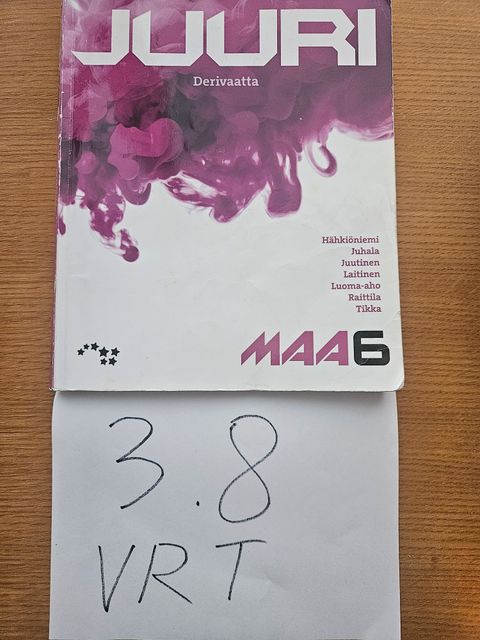 JUURI
Derivaatta
Hähkiöniemi
Juhala
Juutinen
Laitinen
Luoma-aho
Raittila
Tikka
MAA6
3.8
VRT